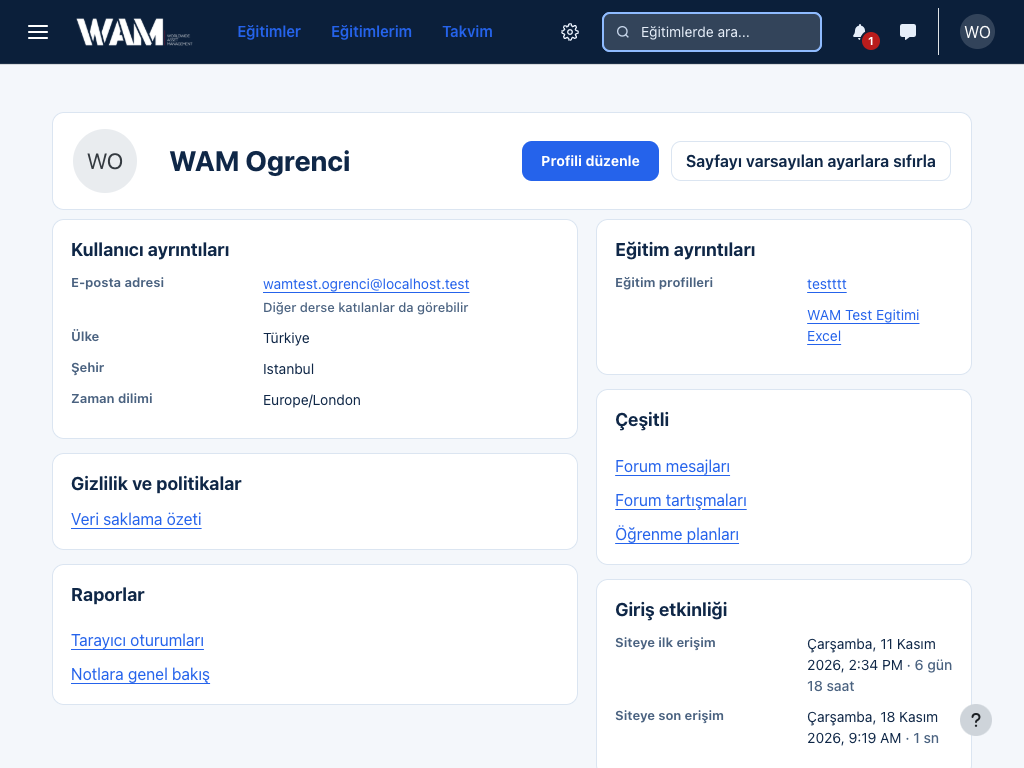 WAM
WORLDWIDE
ASSET
MANAGEMENT
Eğitimler
Eğitimlerim
Takvim
Eğitimlerde ara...
1
WO
WO
WAM Ogrenci
Profili düzenle
Sayfayı varsayılan ayarlara sıfırla
Kullanıcı ayrıntıları
E-posta adresi
wamtest.ogrenci@localhost.test
Diğer derse katılanlar da görebilir
Ülke
Türkiye
Şehir
Istanbul
Zaman dilimi
Europe/London
Gizlilik ve politikalar
Veri saklama özeti
Raporlar
Tarayıcı oturumları
Notlara genel bakış
Eğitim ayrıntıları
Eğitim profilleri
testttt
WAM Test Egitimi
Excel
Çeşitli
Forum mesajları
Forum tartışmaları
Öğrenme planları
Giriş etkinliği
Siteye ilk erişim
Çarşamba, 11 Kasım
2026, 2:34 PM · 6 gün
18 saat
Siteye son erişim
Çarşamba, 18 Kasım
2026, 9:19 AM · 1 sn
?